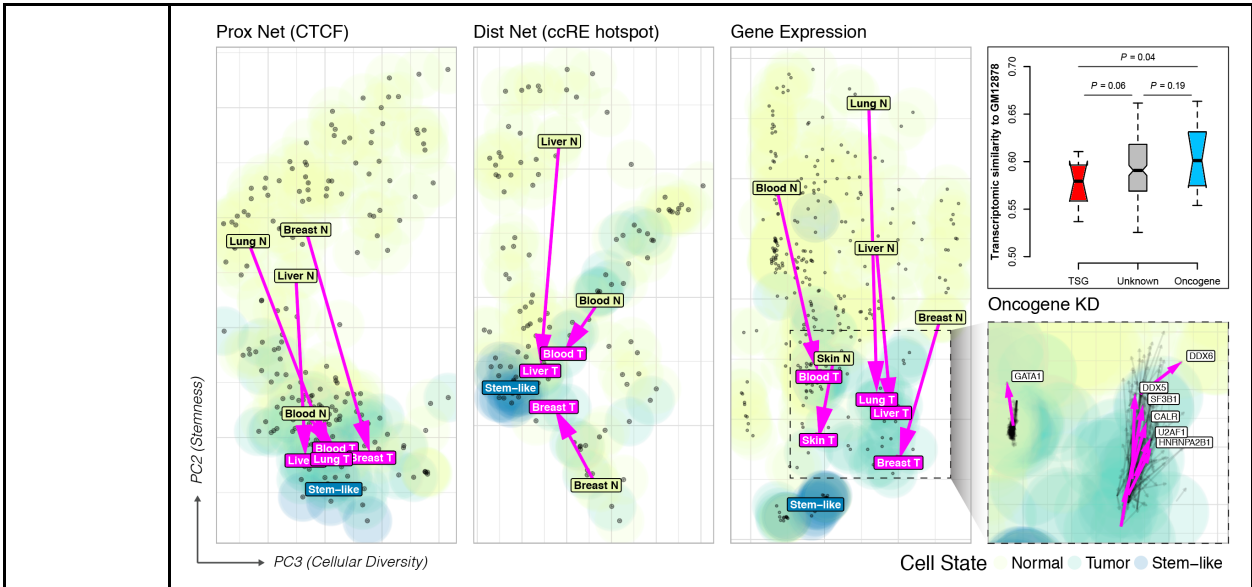 Prox Net (CTCF)
Lung N
Breast N
Liver N
Blood N
Blood T
Live
Lung T
Breast T
Stem-like
PC2 (Stemness)
PC3 (Cellular Diversity)
Dist Net (ccRE hotspot)
Liver N
Blood N
Blood T
Liver T
Stem-like
Breast T
Breast N
Gene Expression
Lung N
Blood N
Liver N
Breast N
Skin N
Blood T
Lung T
Liver T
Skin T
Breast T
Stem-like
Transcriptomic similarity to GM12878
0.70
0.65
0.60
0.55
0.50
P = 0.04
P = 0.06
P = 0.19
TSG
Unknown
Oncogene
Oncogene KD
DDX6
GATA1
DDX5
SF3B1
CALR
U2AF1
HNRNPA2B1
Cell State Normal Tumor Stem-like